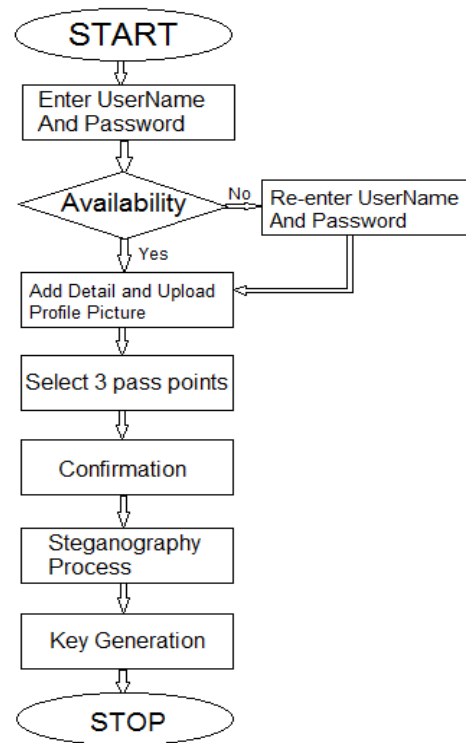 START
Enter UserName
And Password
Availability
No
Re-enter UserName
And Password
Yes
Add Detail and Upload
Profile Picture
Select 3 pass points
Confirmation
Steganography
Process
Key Generation
STOP